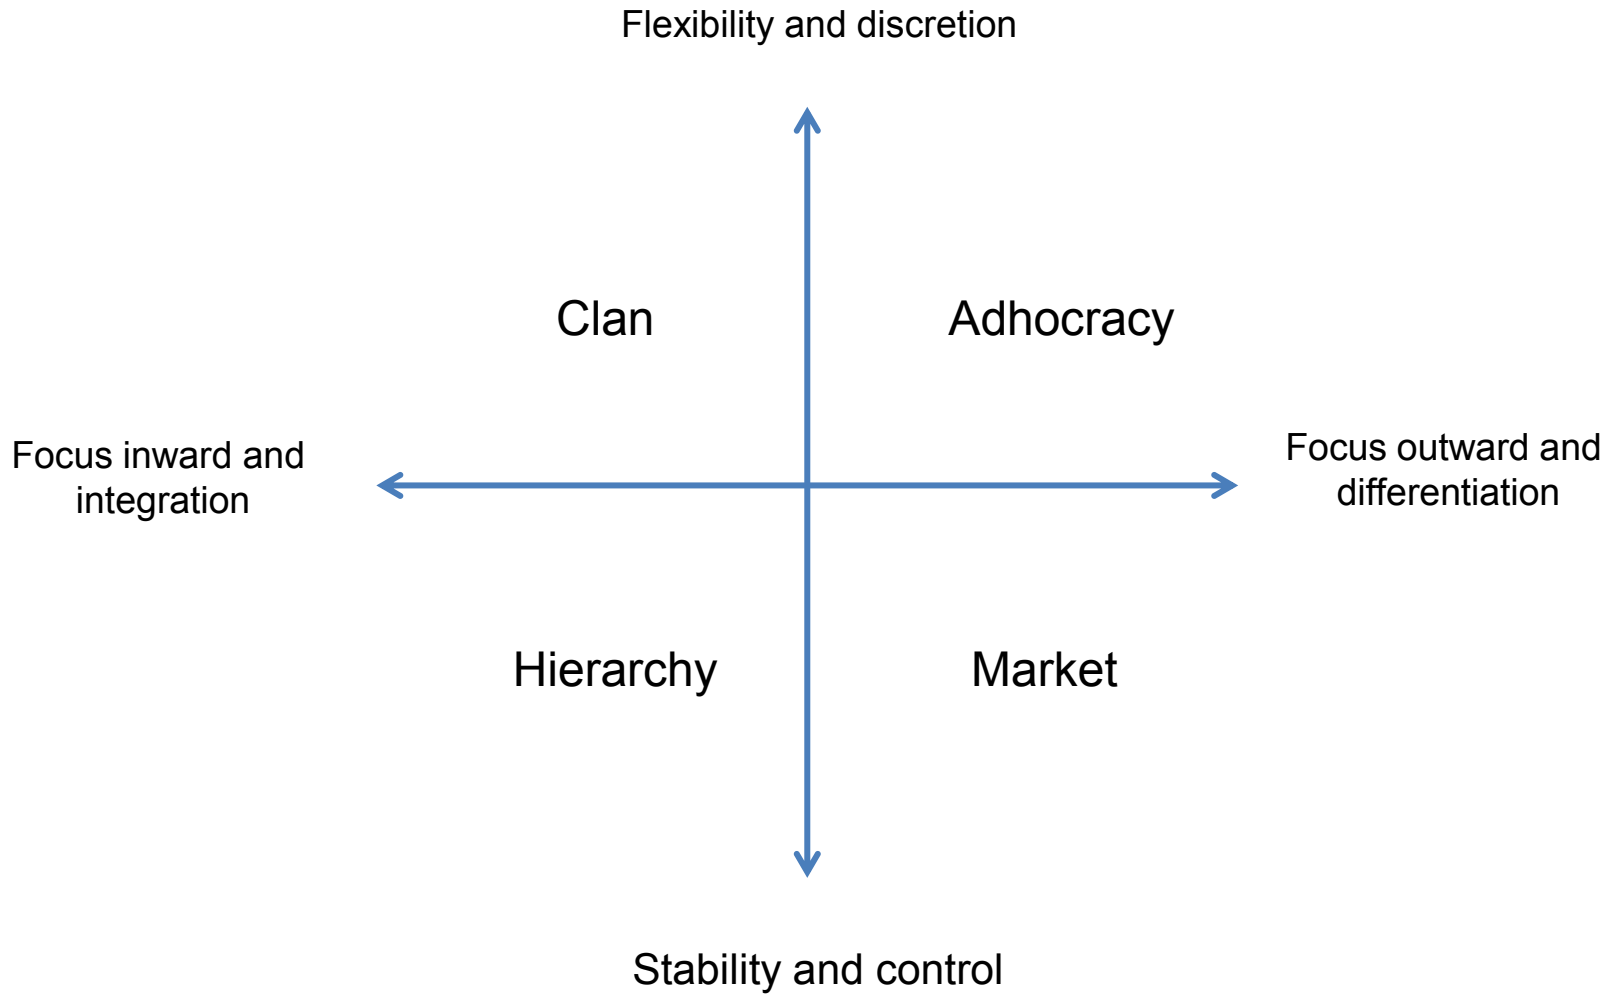 Flexibility and discretion
Clan
Adhocracy
Focus inward and
integration
Focus outward and
differentiation
Hierarchy
Market
Stability and control